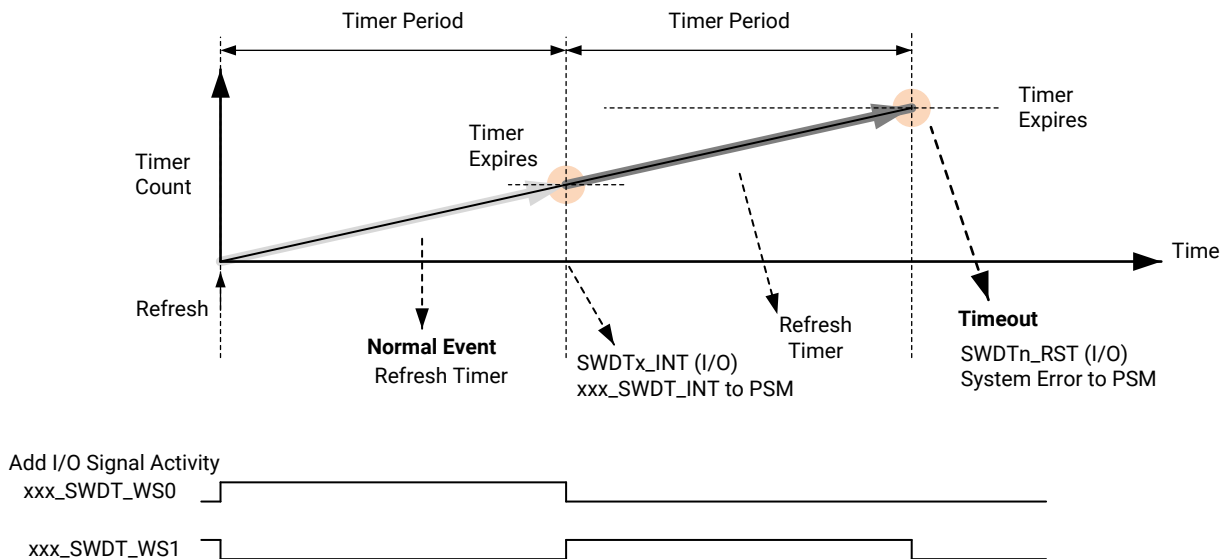 Timer Period
Timer Period
Timer
Expires
Timer
Expires
Timer
Count
Time
Refresh
Normal Event
Refresh Timer
SWDTx_INT (I/O)
xxx_SWDT_INT to PSM
Refresh
Timer
Timeout
SWDTn_RST (I/O)
System Error to PSM
Add I/O Signal Activity
xxx_SWDT_WS0
xxx_SWDT_WS1